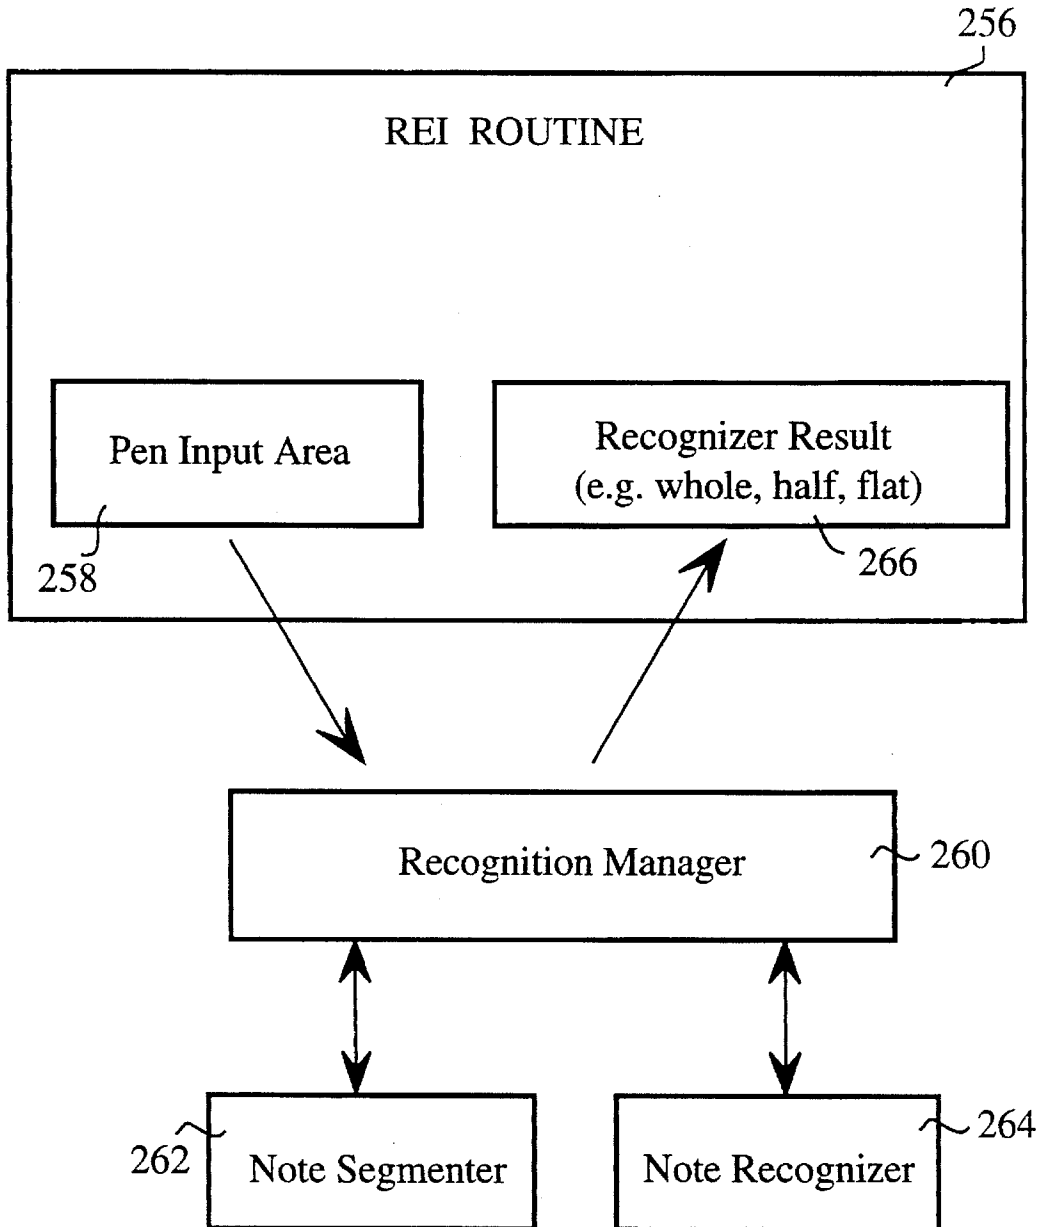 256
REI ROUTINE
Pen Input Area
Recognizer Result
(e.g. whole, half, flat)
258
266
Recognition Manager
260
262
Note Segmenter
Note Recognizer
264